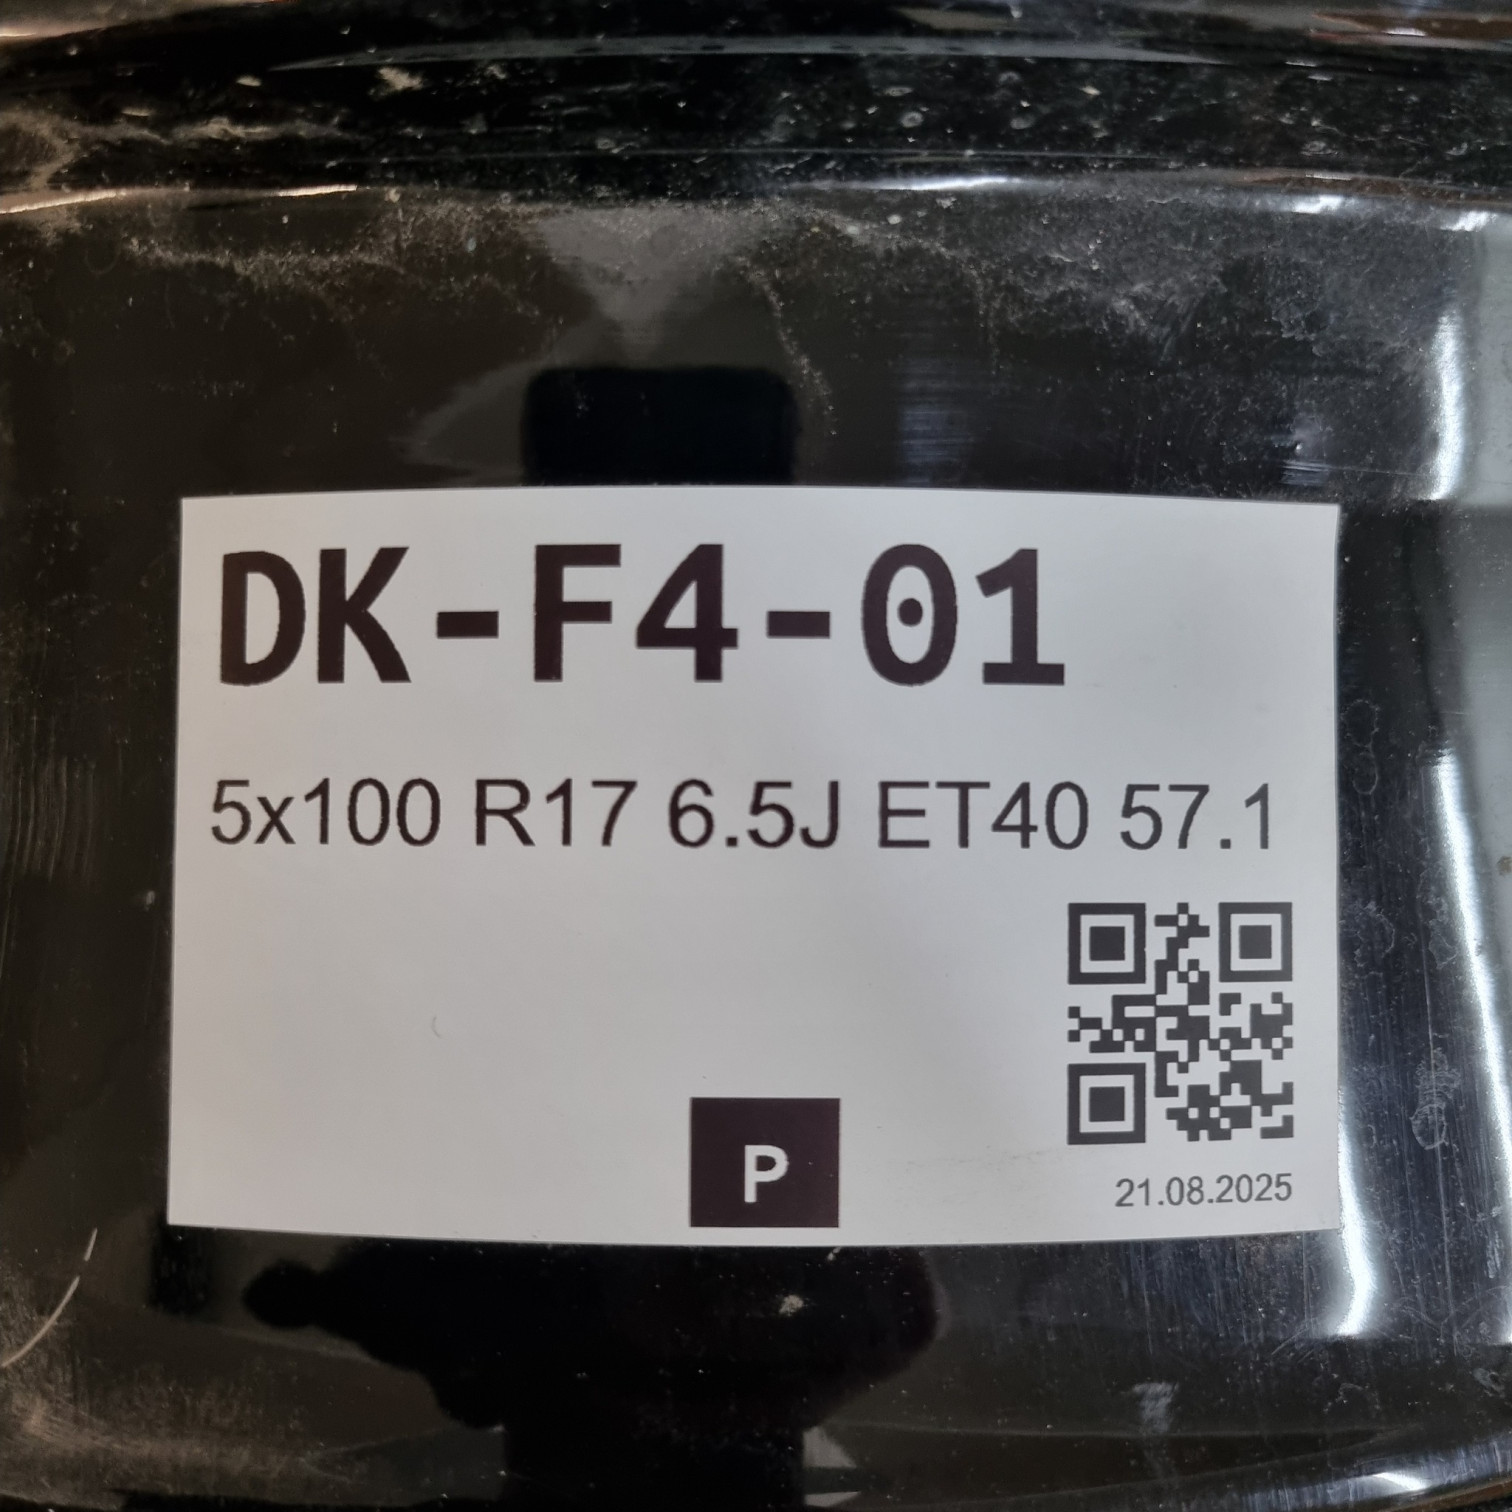 DK-F4-01
5x100 R17 6.5J ET40 57.1
P
21.08.2025